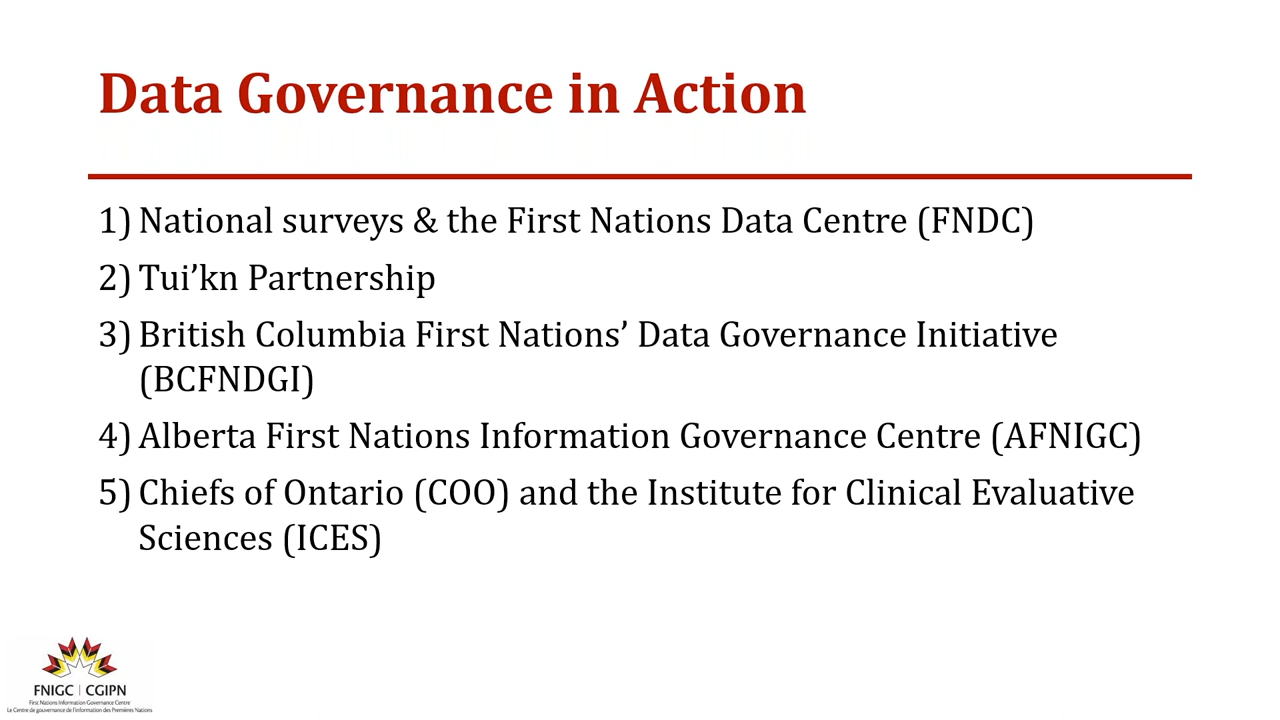 Data Governance in Action
1) National surveys & the First Nations Data Centre (FNDC)
2) Tui’kn Partnership
3) British Columbia First Nations’ Data Governance Initiative
(BCFNDGI)
4) Alberta First Nations Information Governance Centre (AFNIGC)
5) Chiefs of Ontario (COO) and the Institute for Clinical Evaluative
Sciences (ICES)
FNIGC | CGIPN
First Nations Information Governance Centre
Le Centre de gouvernance de l'information des Premières Nations